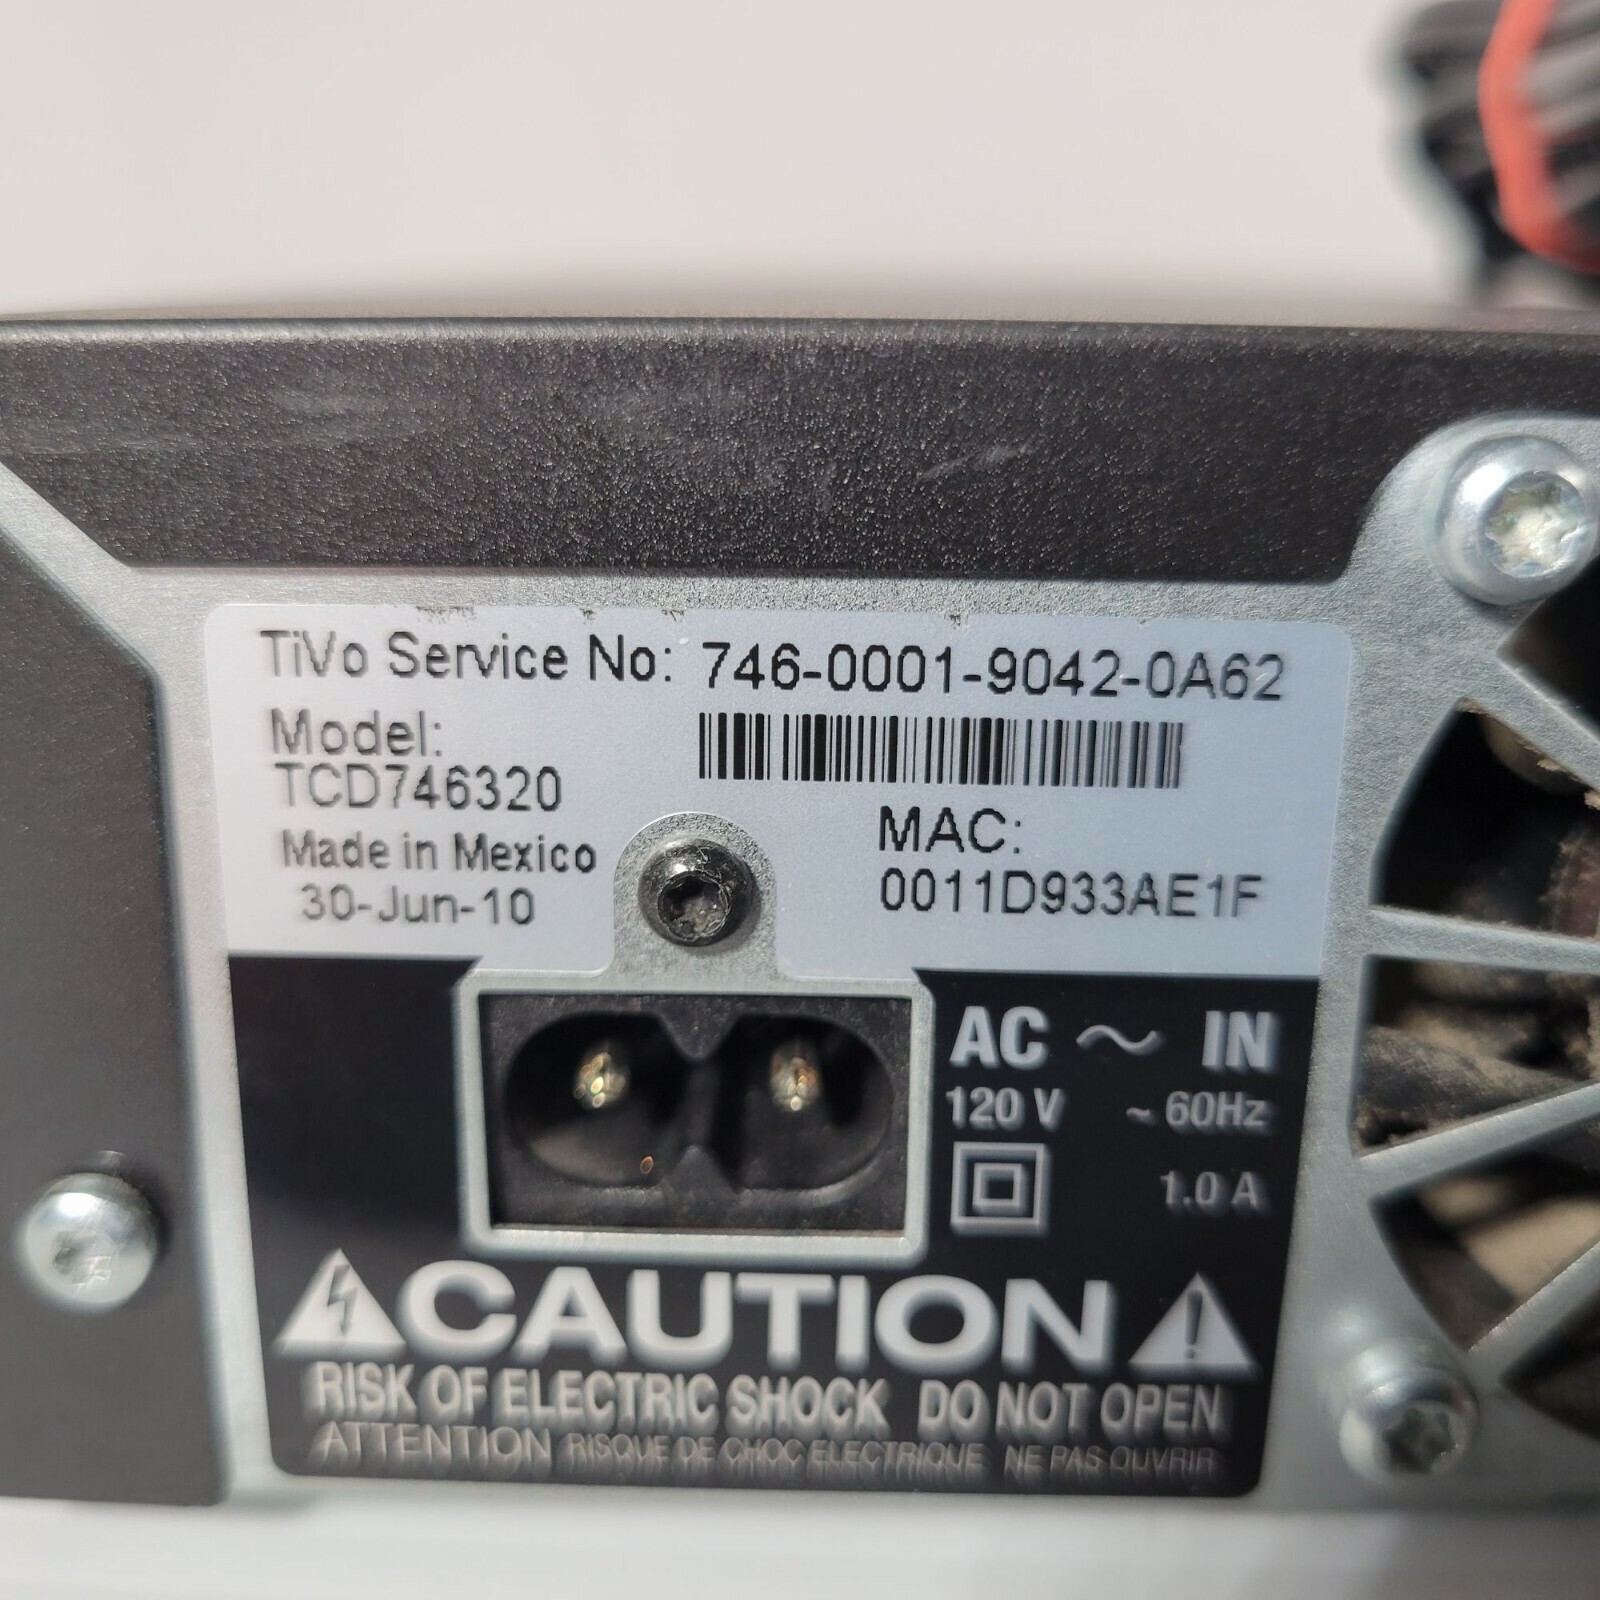 TiVo Service No: 746-0001-9042-0A62
Model:
TCD746320
Made in Mexico
30-Jun-10
MAC:
0011D933AE1F
AC ~ IN
120 V ~ 60Hz
1.0 A
CAUTION
RISK OF ELECTRIC SHOCK DO NOT OPEN
ATTENTION RISQUE DE CHOC ELECTRIQUE NE PAS OUVRIR